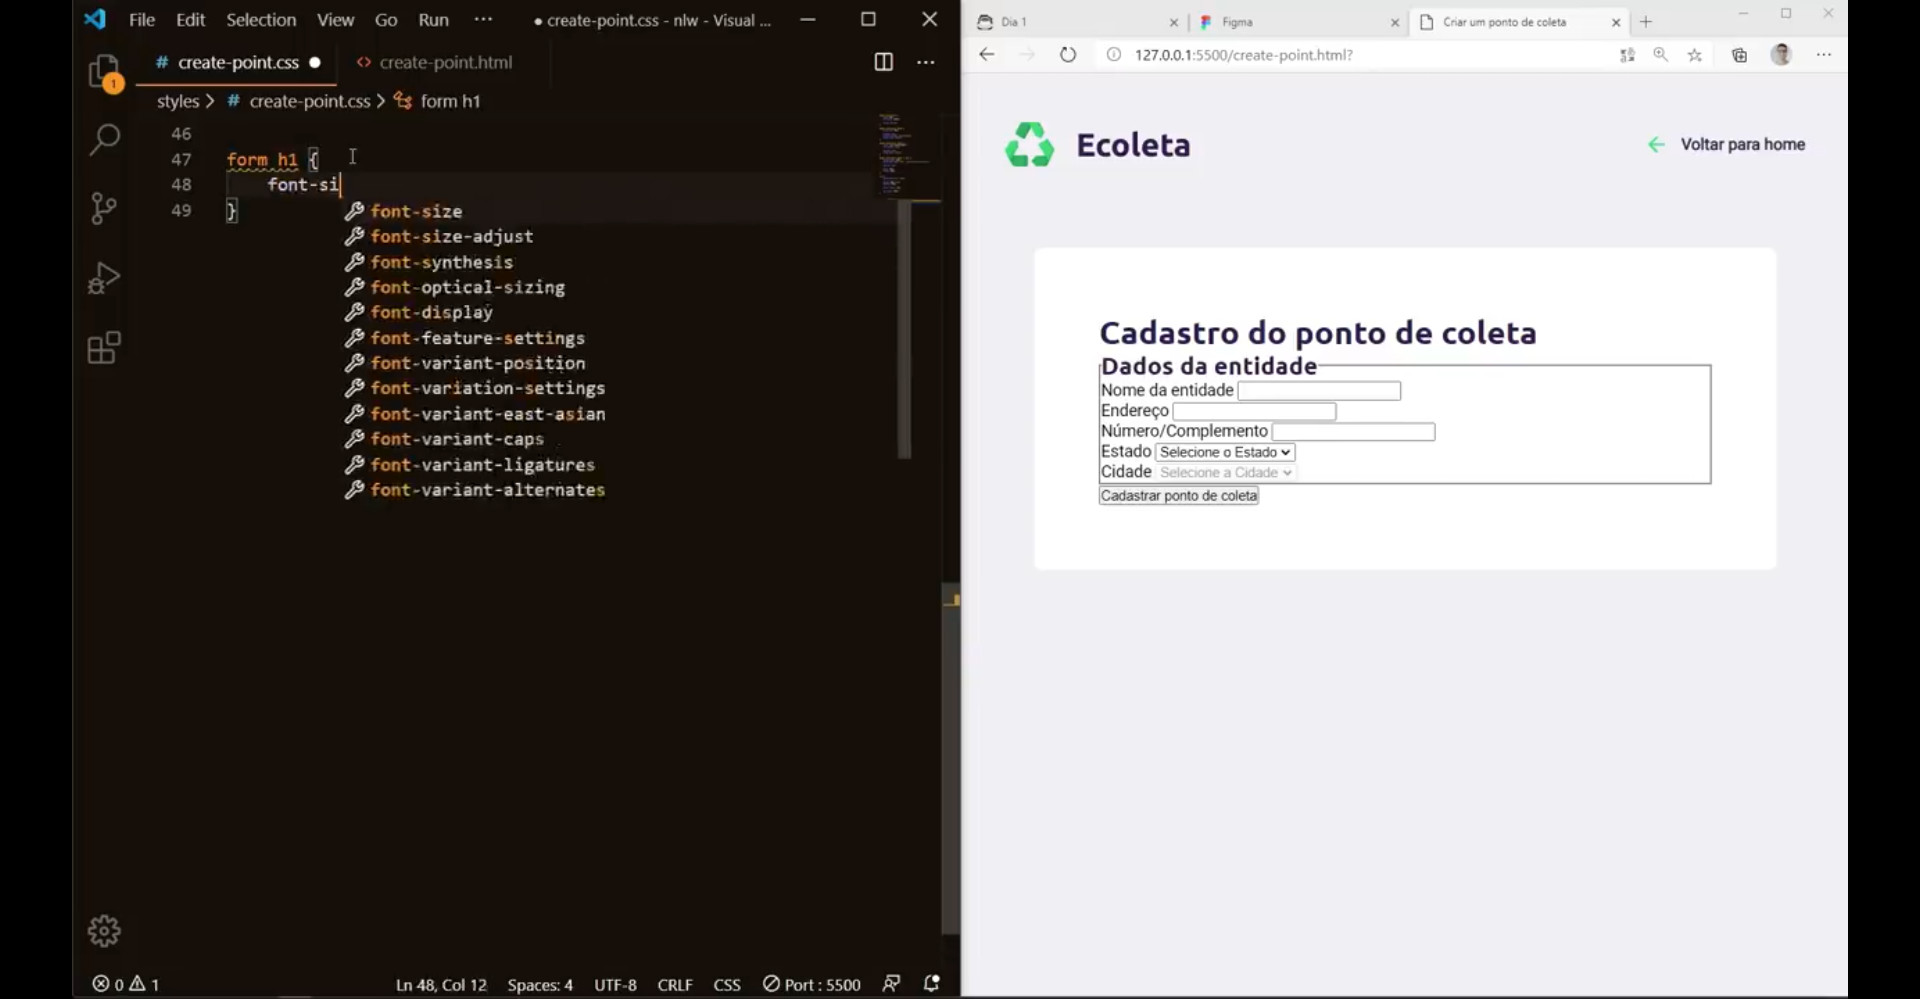 File Edit Selection View Go Run ··· ● create-point.css - nlw - Visual ...
# create-point.css ● <> create-point.html
styles > # create-point.css > form h1
46
47 form h1 {
48 font-si
49 }
font-size
font-size-adjust
font-synthesis
font-optical-sizing
font-display
font-feature-settings
font-variant-position
font-variation-settings
font-variant-east-asian
font-variant-caps
font-variant-ligatures
font-variant-alternates
1
0 1 Ln 48, Col 12 Spaces: 4 UTF-8 CRLF CSS Port : 5500
Dia 1 Figma Criar um ponto de coleta
127.0.0.1:5500/create-point.html?
Ecoleta
Voltar para home
Cadastro do ponto de coleta
Dados da entidade
Nome da entidade
Endereço
Número/Complemento
Estado Selecione o Estado
Cidade Selecione a Cidade
Cadastrar ponto de coleta